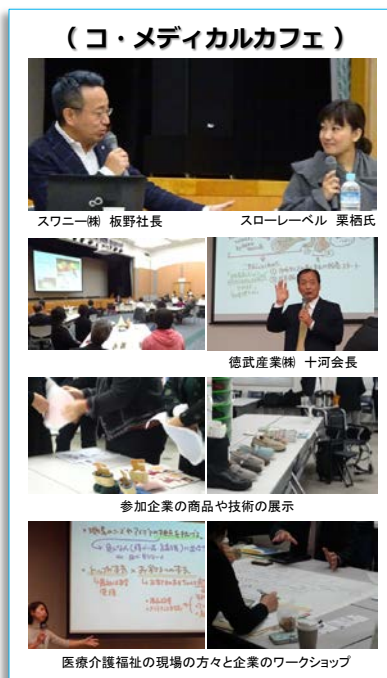 （ コ・メディカルカフェ ）
スワニー㈱ 板野社長
スローレーベル 栗栖氏
徳武産業㈱ 十河会長
参加企業の商品や技術の展示
医療介護福祉の現場の方々と企業のワークショップ